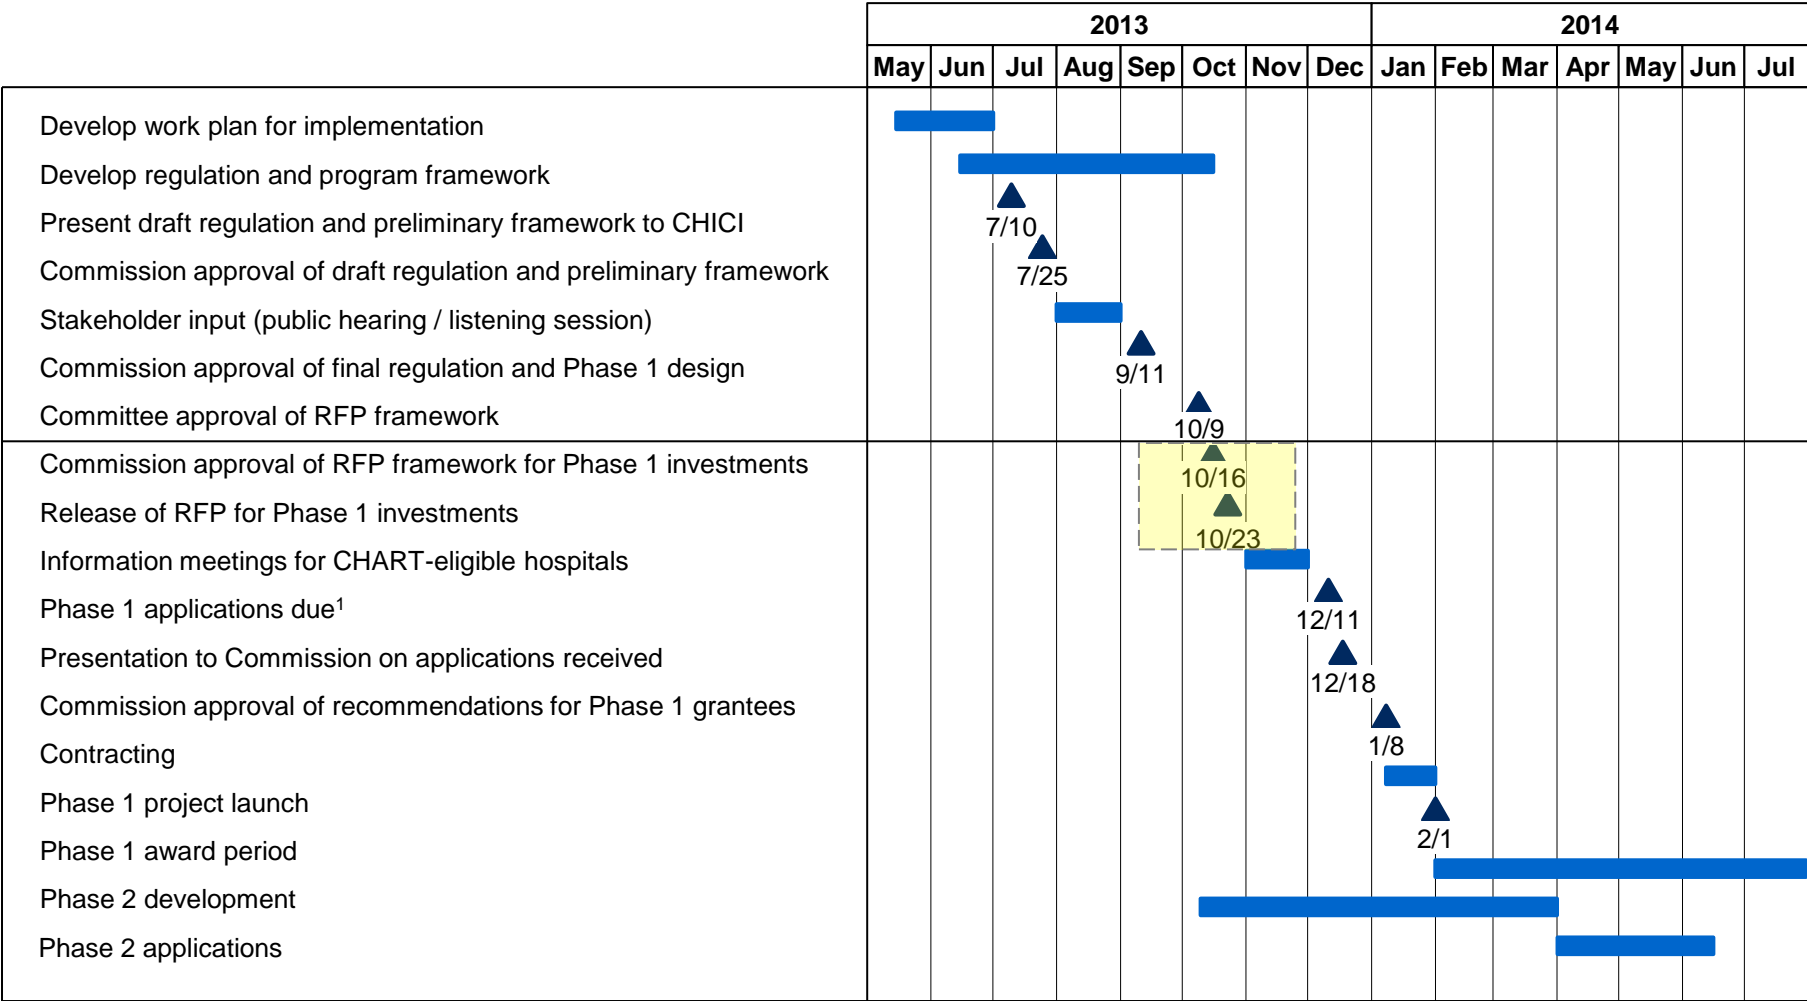 2013 2014
May Jun Jul Aug Sep Oct Nov Dec Jan Feb Mar Apr May Jun Jul
Develop work plan for implementation
Develop regulation and program framework
Present draft regulation and preliminary framework to CHICI
7/10
Commission approval of draft regulation and preliminary framework
7/25
Stakeholder input (public hearing / listening session)
Commission approval of final regulation and Phase 1 design
9/11
Committee approval of RFP framework
10/9
Commission approval of RFP framework for Phase 1 investments
10/16
Release of RFP for Phase 1 investments
10/23
Information meetings for CHART-eligible hospitals
Phase 1 applications due¹
12/11
Presentation to Commission on applications received
12/18
Commission approval of recommendations for Phase 1 grantees
1/8
Contracting
Phase 1 project launch
2/1
Phase 1 award period
Phase 2 development
Phase 2 applications